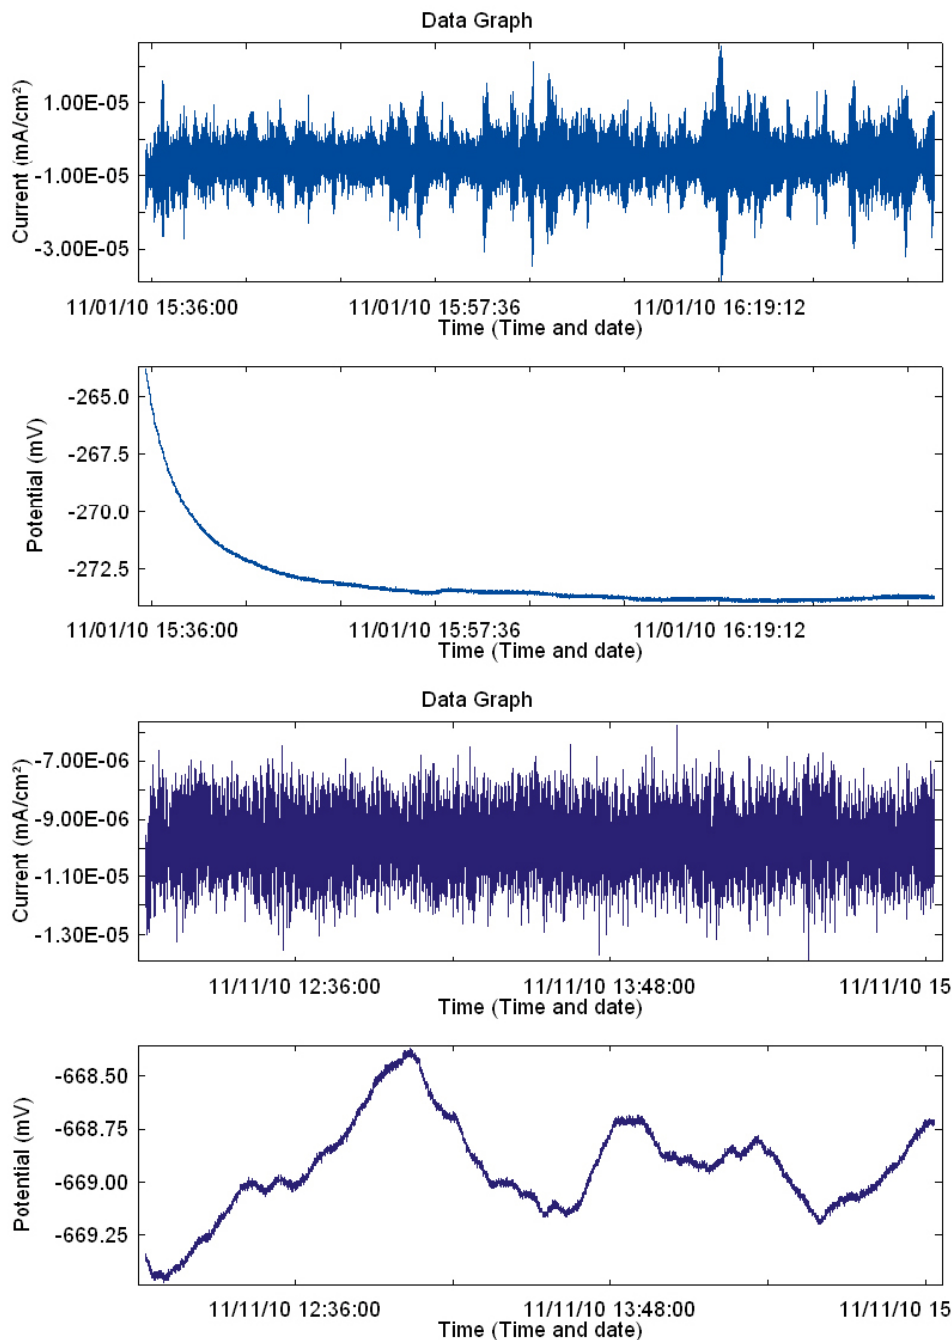 Data Graph
Current (mA/cm²)
1.00E-05
-1.00E-05
-3.00E-05
11/01/10 15:36:00 11/01/10 15:57:36 11/01/10 16:19:12
Time (Time and date)
Potential (mV)
-265.0
-267.5
-270.0
-272.5
11/01/10 15:36:00 11/01/10 15:57:36 11/01/10 16:19:12
Time (Time and date)
Data Graph
Current (mA/cm²)
-7.00E-06
-9.00E-06
-1.10E-05
-1.30E-05
11/11/10 12:36:00 11/11/10 13:48:00 11/11/10 15
Time (Time and date)
Potential (mV)
-668.50
-668.75
-669.00
-669.25
11/11/10 12:36:00 11/11/10 13:48:00 11/11/10 15
Time (Time and date)